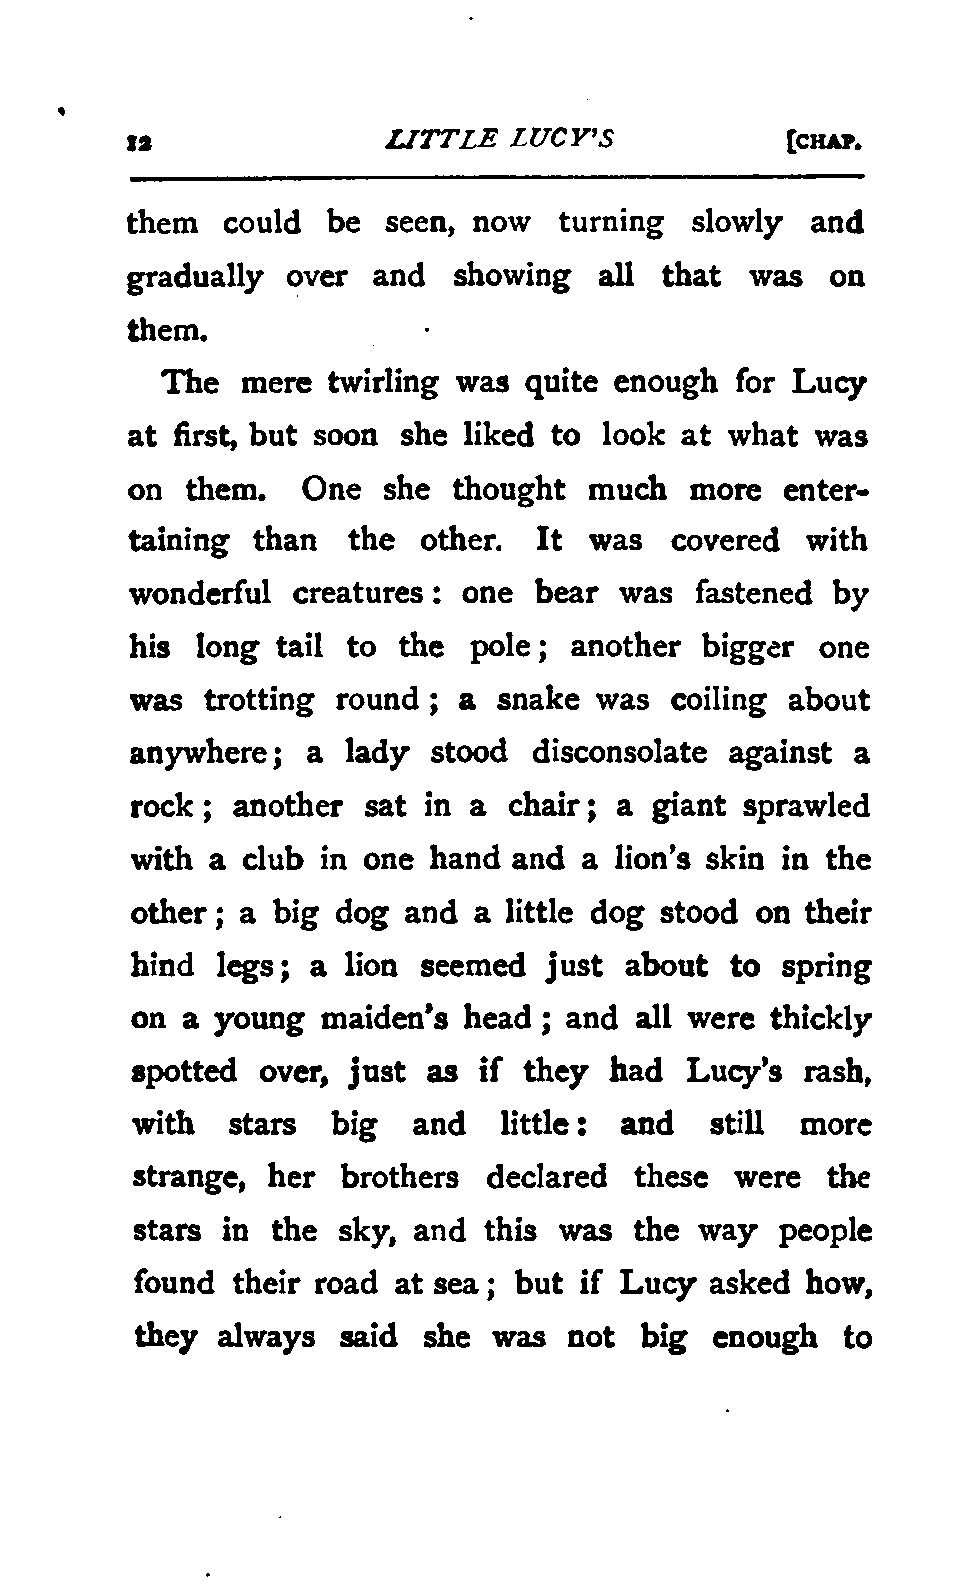 12 LITTLE LUCY'S [CHAP.
them could be seen, now turning slowly and
gradually over and showing all that was on
them.
The mere twirling was quite enough for Lucy
at first, but soon she liked to look at what was
on them. One she thought much more enter-
taining than the other. It was covered with
wonderful creatures: one bear was fastened by
his long tail to the pole; another bigger one
was trotting round; a snake was coiling about
anywhere; a lady stood disconsolate against a
rock; another sat in a chair; a giant sprawled
with a club in one hand and a lion's skin in the
other; a big dog and a little dog stood on their
hind legs; a lion seemed just about to spring
on a young maiden's head; and all were thickly
spotted over, just as if they had Lucy's rash,
with stars big and little: and still more
strange, her brothers declared these were the
stars in the sky, and this was the way people
found their road at sea; but if Lucy asked how,
they always said she was not big enough to